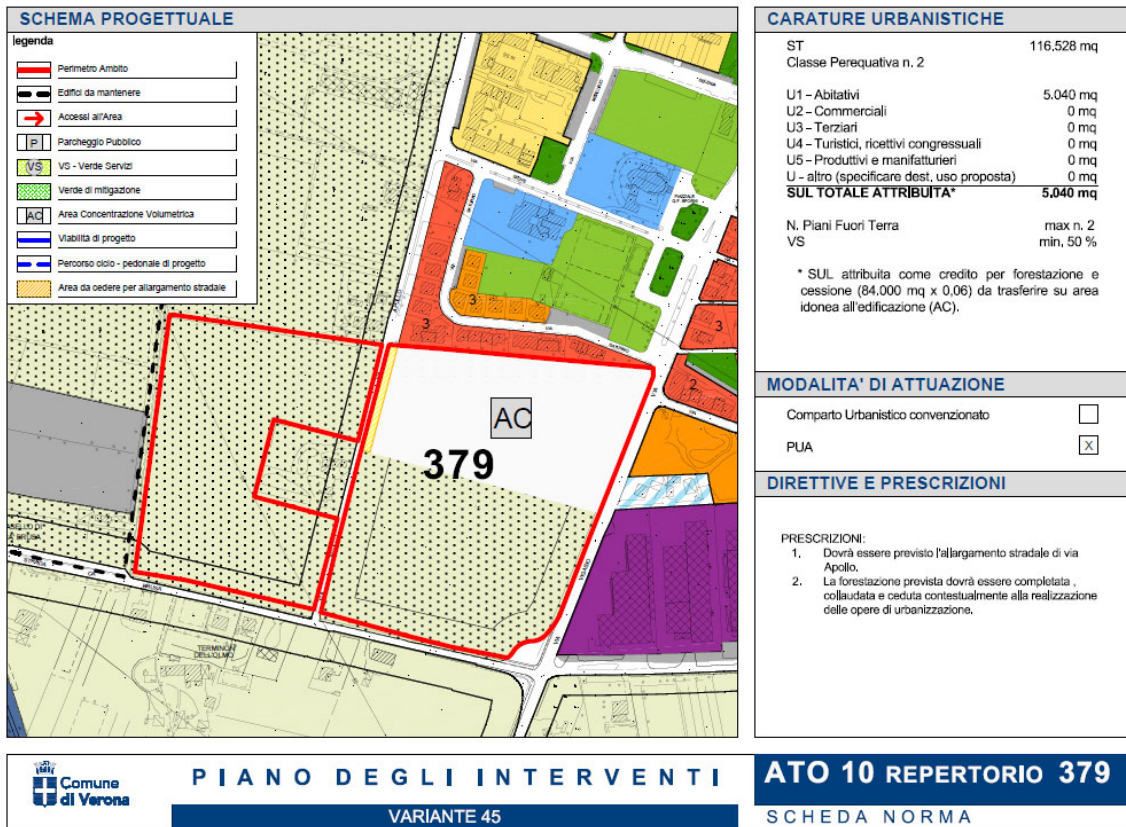 SCHEMA PROGETTUALE
legenda
Perimetro Ambito
Edifici da mantenere
Accessi all'Area
P Parcheggio Pubblico
VS VS - Verde Servizi
Verde di mitigazione
AC Area Concentrazione Volumetrica
Viabilità di progetto
Percorso ciclo - pedonale di progetto
Area da cedere per allargamento stradale
3
3
3
3
2
AC
379
VIA
VIA
BRUSA
TERMINON
DELL'OLMO
CARATURE URBANISTICHE
ST 116,528 mq
Classe Perequativa n. 2
U1 - Abitativi 5.040 mq
U2 - Commerciali 0 mq
U3 - Terziari 0 mq
U4 - Turistici, ricettivi congressuali 0 mq
U5 - Produttivi e manifatturieri 0 mq
U - altro (specificare dest, uso proposta) 0 mq
SUL TOTALE ATTRIBUITA* 5,040 mq
N. Piani Fuori Terra max n. 2
VS min, 50 %
* SUL attribuita come credito per forestazione e
cessione (84.000 mq x 0,06) da trasferire su area
idonea all'edificazione (AC).
MODALITA' DI ATTUAZIONE
Comparto Urbanistico convenzionato
PUA X
DIRETTIVE E PRESCRIZIONI
PRESCRIZIONI:
1. Dovrà essere previsto l'allargamento stradale di via
Apollo.
2. La forestazione prevista dovrà essere completata ,
collaudata e ceduta contestualmente alla realizzazione
delle opere di urbanizzazione.
Comune
di Verona
PIANO DEGLI INTERVENTI
VARIANTE 45
ATO 10 REPERTORIO 379
SCHEDA NORMA